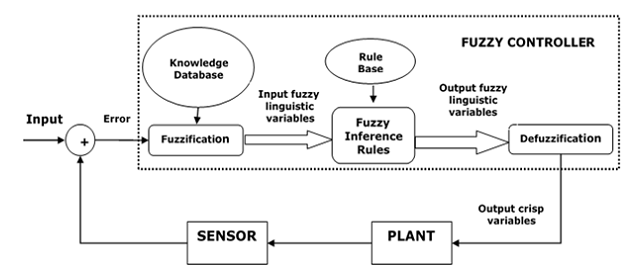 FUZZY CONTROLLER
Knowledge
Database
Rule
Base
Input fuzzy
linguistic
variables
Output fuzzy
linguistic
variables
Input
Error
+
Fuzzification
Fuzzy
Inference
Rules
Defuzzification
Output crisp
variables
SENSOR
PLANT